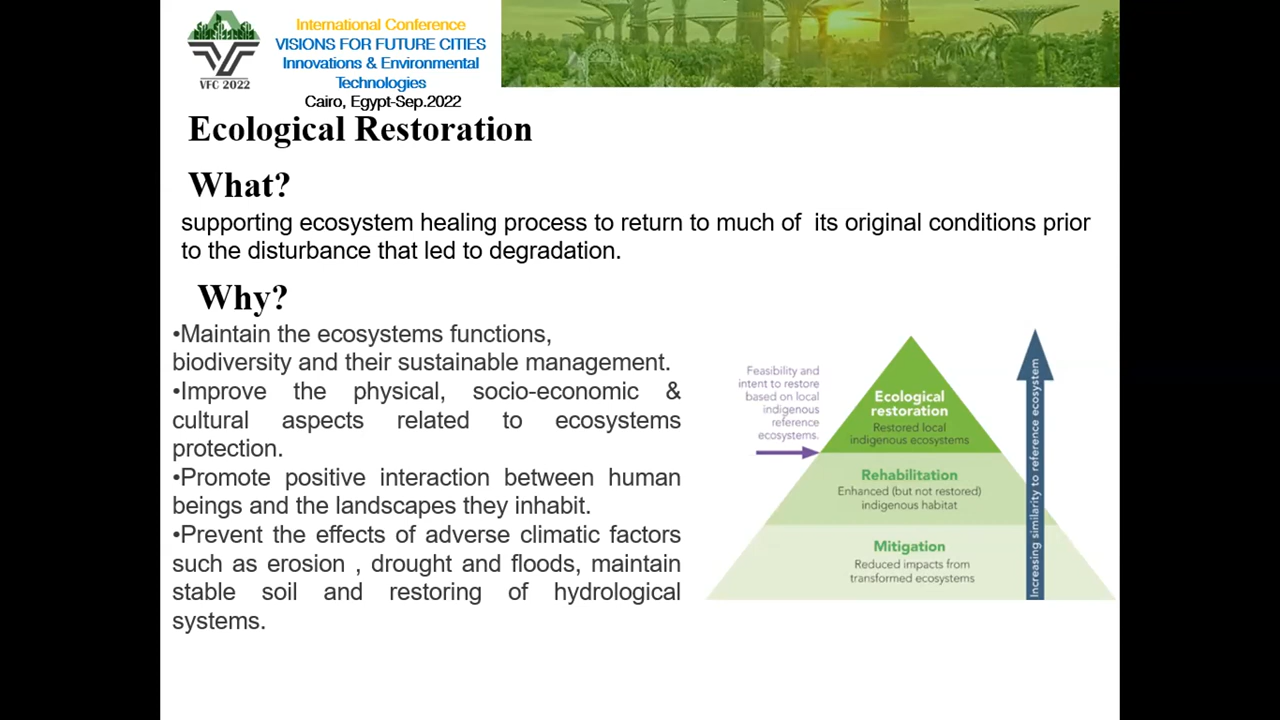 VFC 2022
International Conference
VISIONS FOR FUTURE CITIES
Innovations & Environmental
Technologies
Cairo, Egypt-Sep.2022
Ecological Restoration
What?
supporting ecosystem healing process to return to much of its original conditions prior
to the disturbance that led to degradation.
Why?
•Maintain the ecosystems functions,
biodiversity and their sustainable management.
•Improve the physical, socio-economic &
cultural aspects related to ecosystems
protection.
•Promote positive interaction between human
beings and the landscapes they inhabit.
•Prevent the effects of adverse climatic factors
such as erosion , drought and floods, maintain
stable soil and restoring of hydrological
systems.
Feasibility and
intent to restore
based on local
indigenous
reference
ecosystems.
Ecological
restoration
Restored local
indigenous ecosystems
Rehabilitation
Enhanced (but not restored)
indigenous habitat
Mitigation
Reduced impacts from
transformed ecosystems
Increasing similarity to reference ecosystem